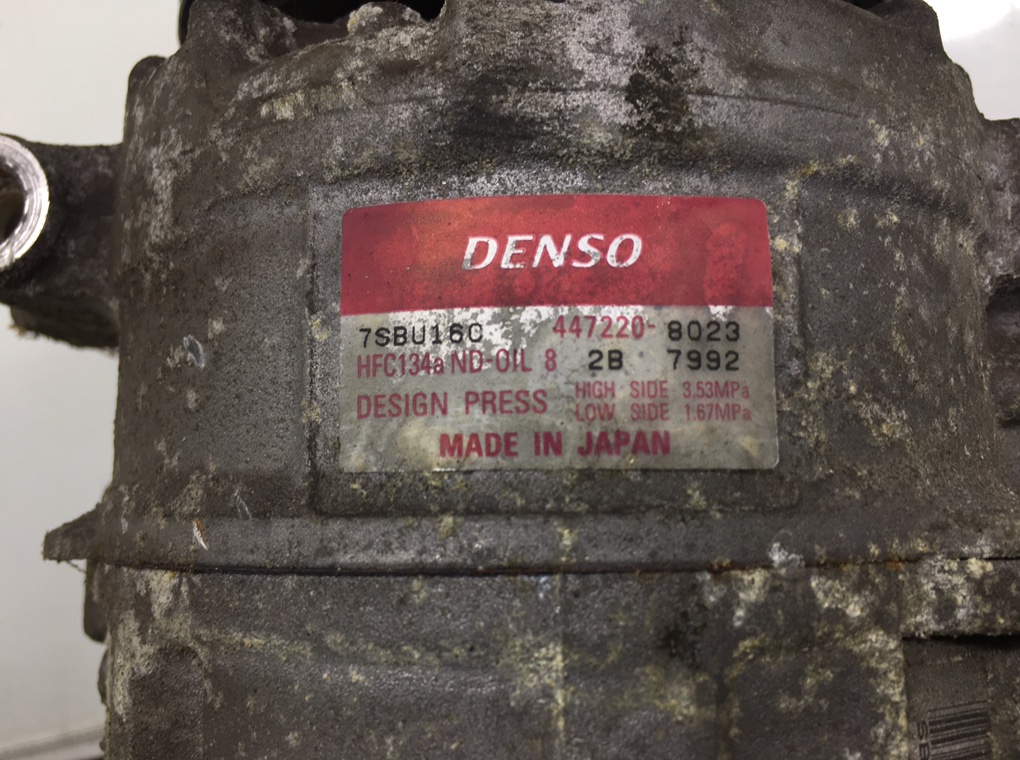 DENSO
7SBU16C 447220-8023
HFC134a ND-OIL 8 2B 7992
DESIGN PRESS HIGH SIDE 3.53MPa
LOW SIDE 1.67MPa
MADE IN JAPAN